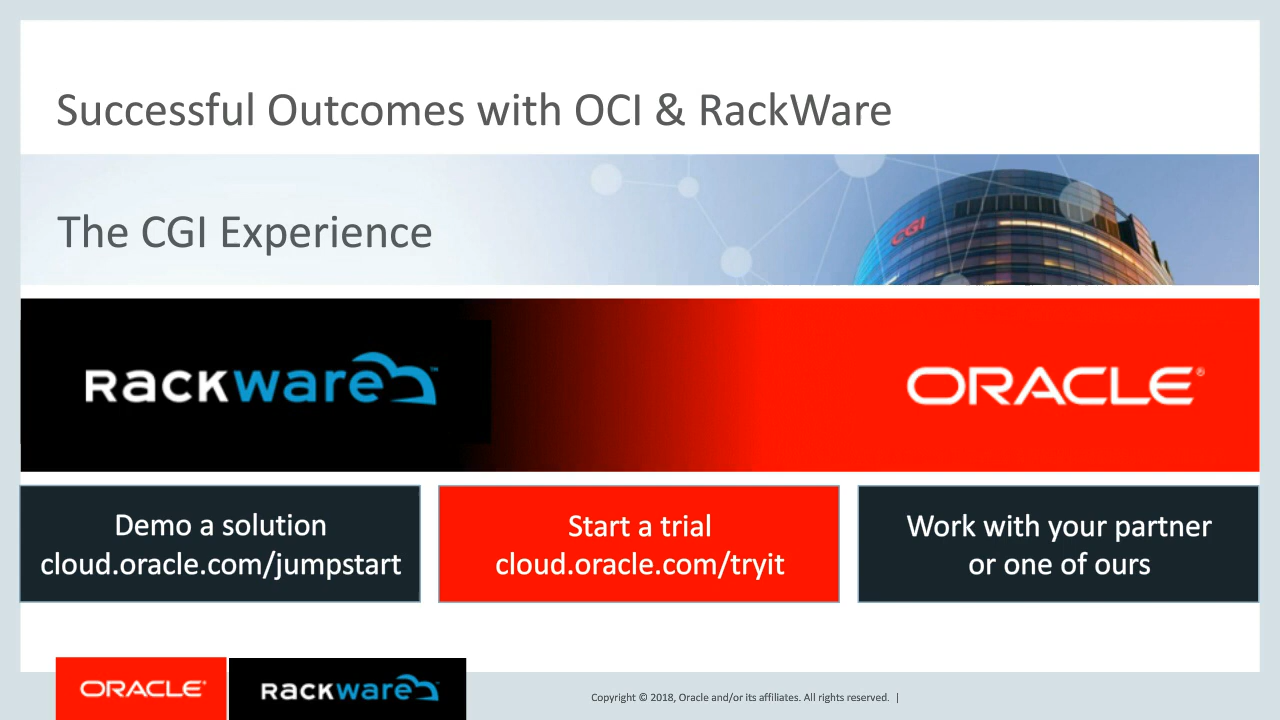 Successful Outcomes with OCI & RackWare
The CGI Experience
CGI
RACKWARE™
ORACLE®
Demo a solution
cloud.oracle.com/jumpstart
Start a trial
cloud.oracle.com/tryit
Work with your partner
or one of ours
ORACLE®
RACKWARE
Copyright © 2018, Oracle and/or its affiliates. All rights reserved. |